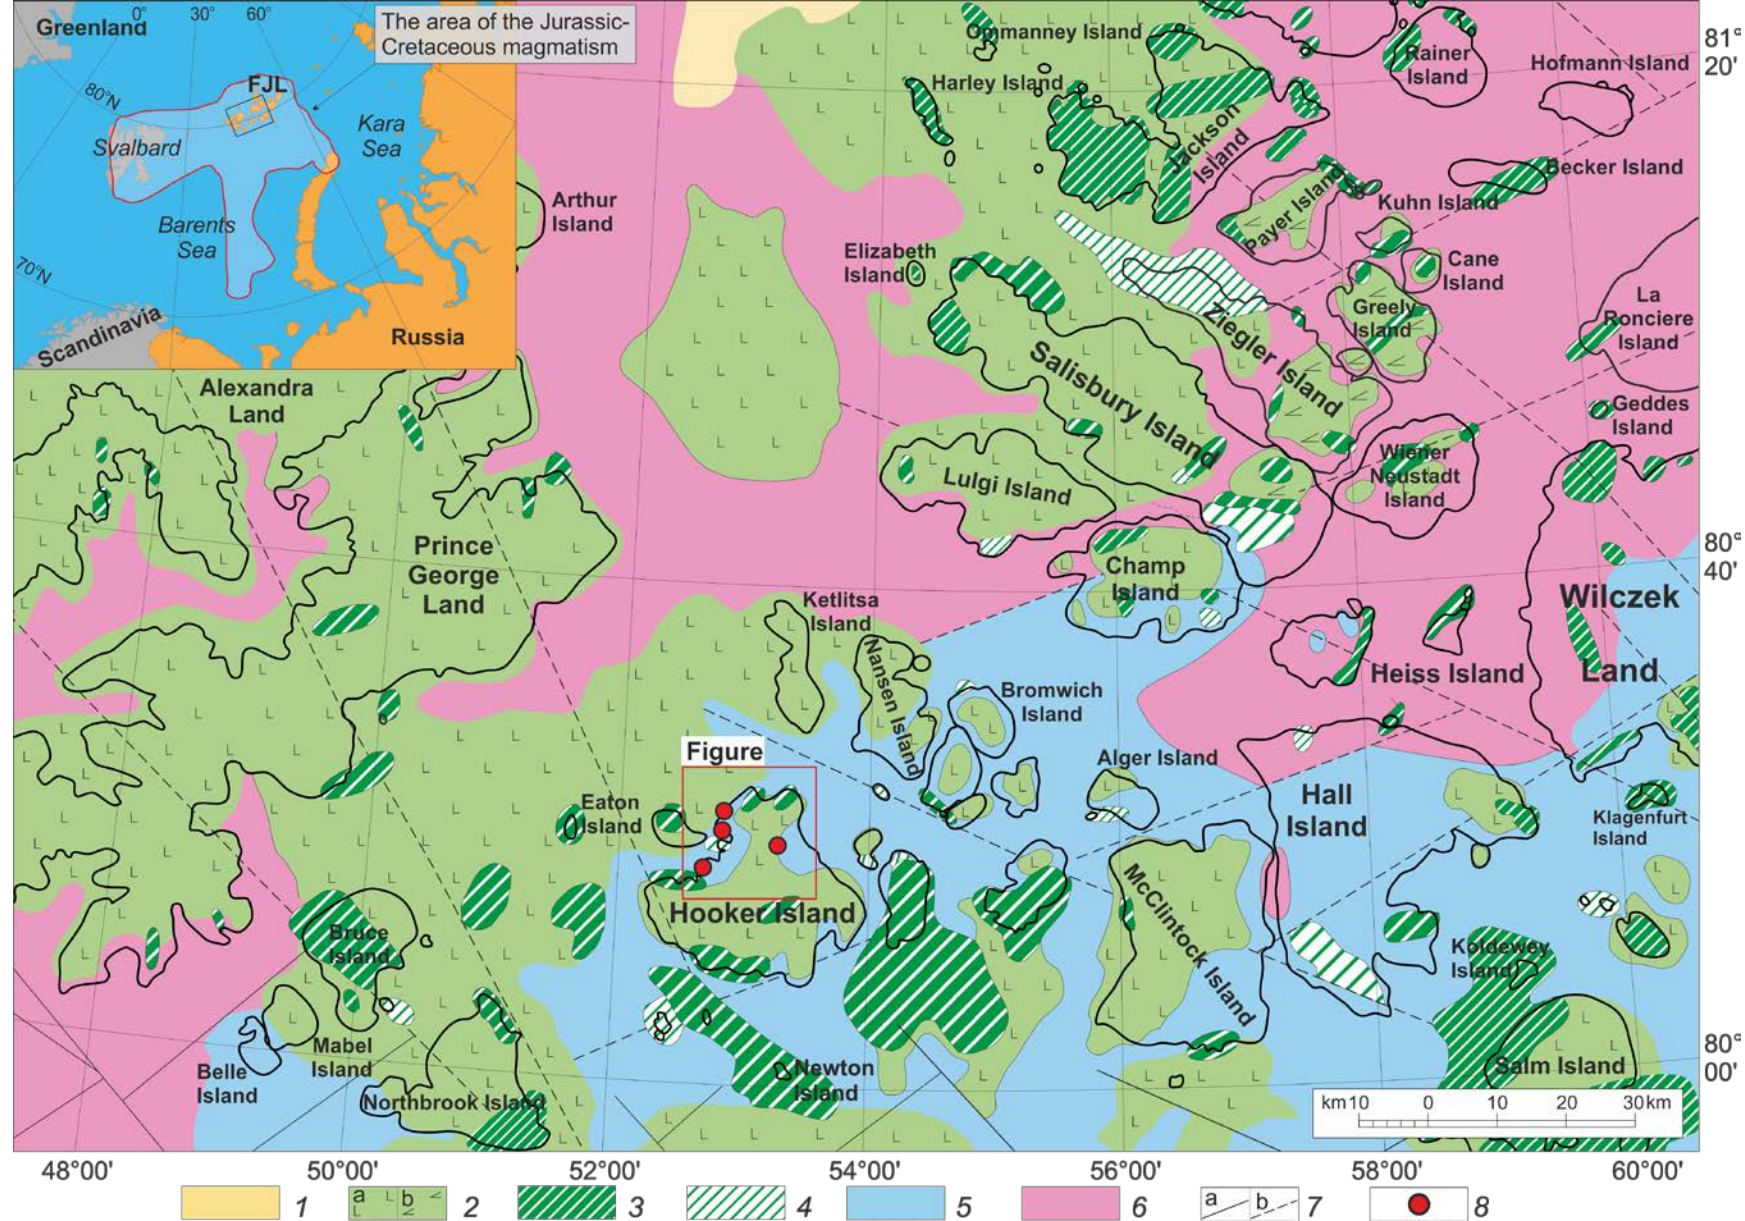 0° 30° 60°
Greenland
The area of the Jurassic-
Cretaceous magmatism
FJL
80°N
Kara
Sea
Svalbard
Barents
Sea
70°N
Scandinavia
Russia
Ommanney Island
Rainer
Island
Hofmann Island
81°
20'
Harley Island
Jackson
Island
Becker Island
Arthur
Island
Payer Island
Kuhn Island
Elizabeth
Island
Cane
Island
La
Ronciere
Island
Greely
Island
Ziegler Island
Salisbury Island
Alexandra
Land
Geddes
Island
Wiener
Neustadt
Island
Lulgi Island
Prince
George
Land
80°
40'
Champ
Island
Ketlitsa
Island
Wilczek
Land
Nansen Island
Heiss Island
Bromwich
Island
Figure
Alger Island
Hall
Island
Eaton
Island
Klagenfurt
Island
McClintock Island
Hooker Island
Bruce
Island
Koldewey
Island
Mabel
Island
Belle
Island
Newton
Island
Salm Island
80°
00'
Northbrook Island
km 10 0 10 20 30 km
48°00' 50°00' 52°00' 54°00' 56°00' 58°00' 60°00'
1 a b 2 3 4 5 6 a b 7 8